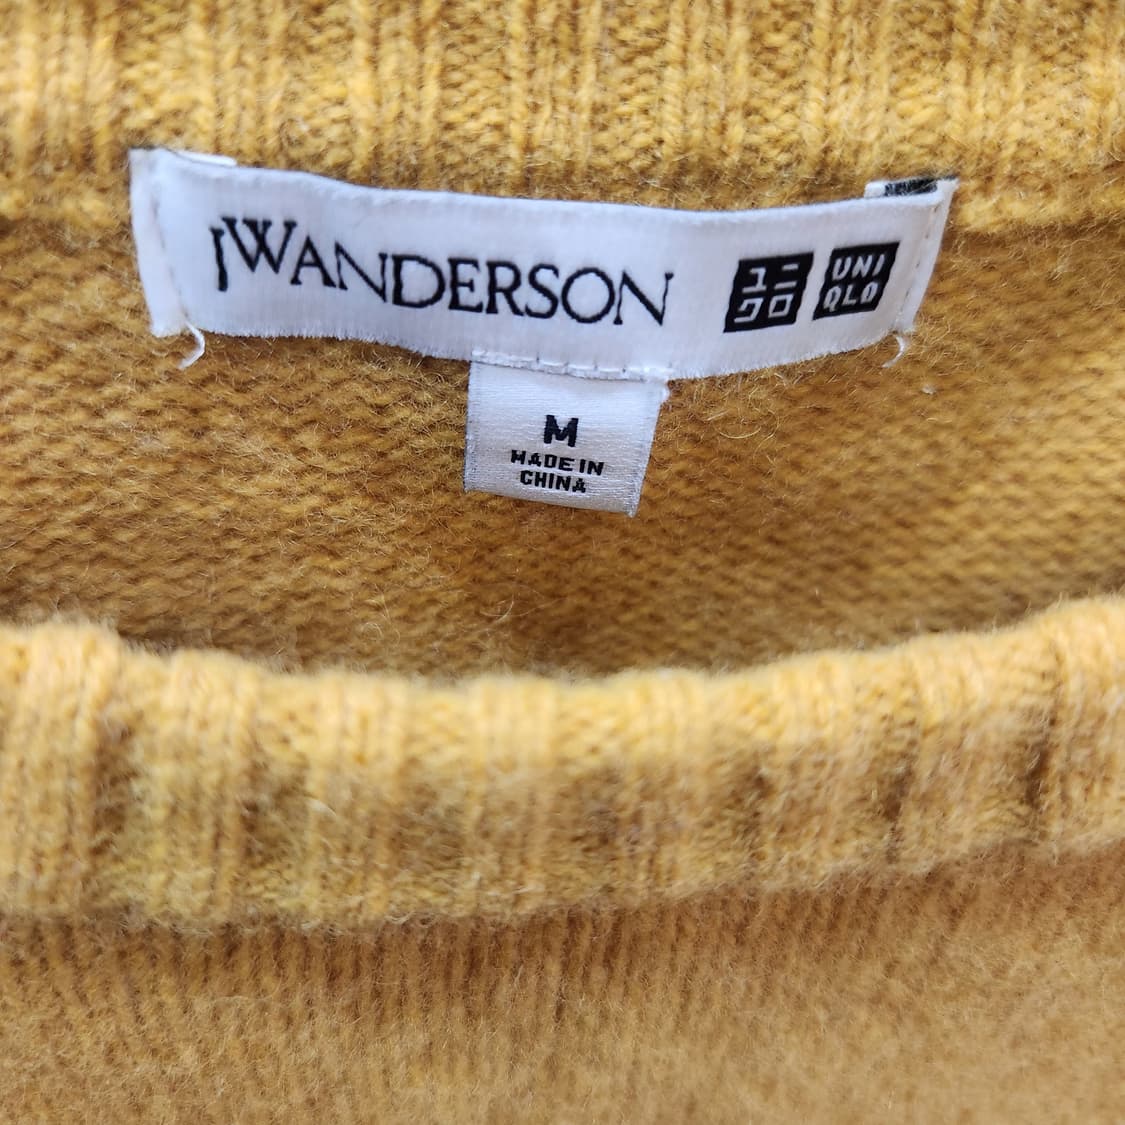 JWANDERSON
ユニ
クロ
UNI
QLO
M
MADE IN
CHINA